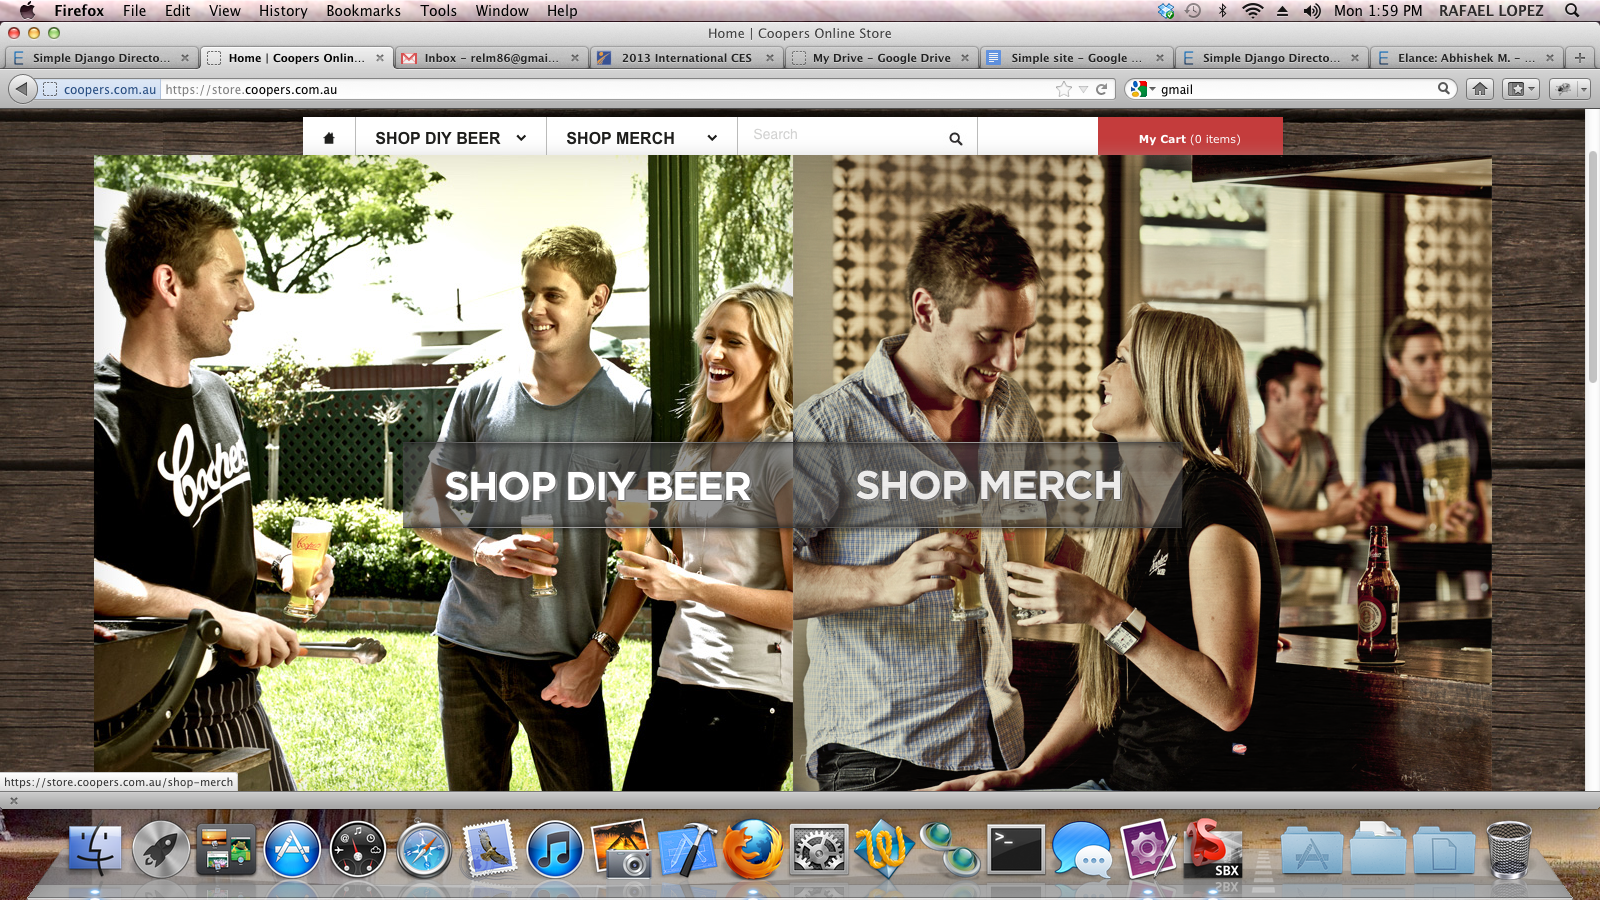 Firefox File Edit View History Bookmarks Tools Window Help Mon 1:59 PM RAFAEL LOPEZ
Home | Coopers Online Store
Simple Django Directo... Home | Coopers Onlin... Inbox – relm86@gmai... 2013 International CES My Drive – Google Drive Simple site – Google ... Simple Django Directo... Elance: Abhishek M. – ...
coopers.com.au https://store.coopers.com.au gmail
SHOP DIY BEER SHOP MERCH Search My Cart (0 items)
Coopers
SHOP DIY BEER SHOP MERCH
https://store.coopers.com.au/shop-merch
SBX